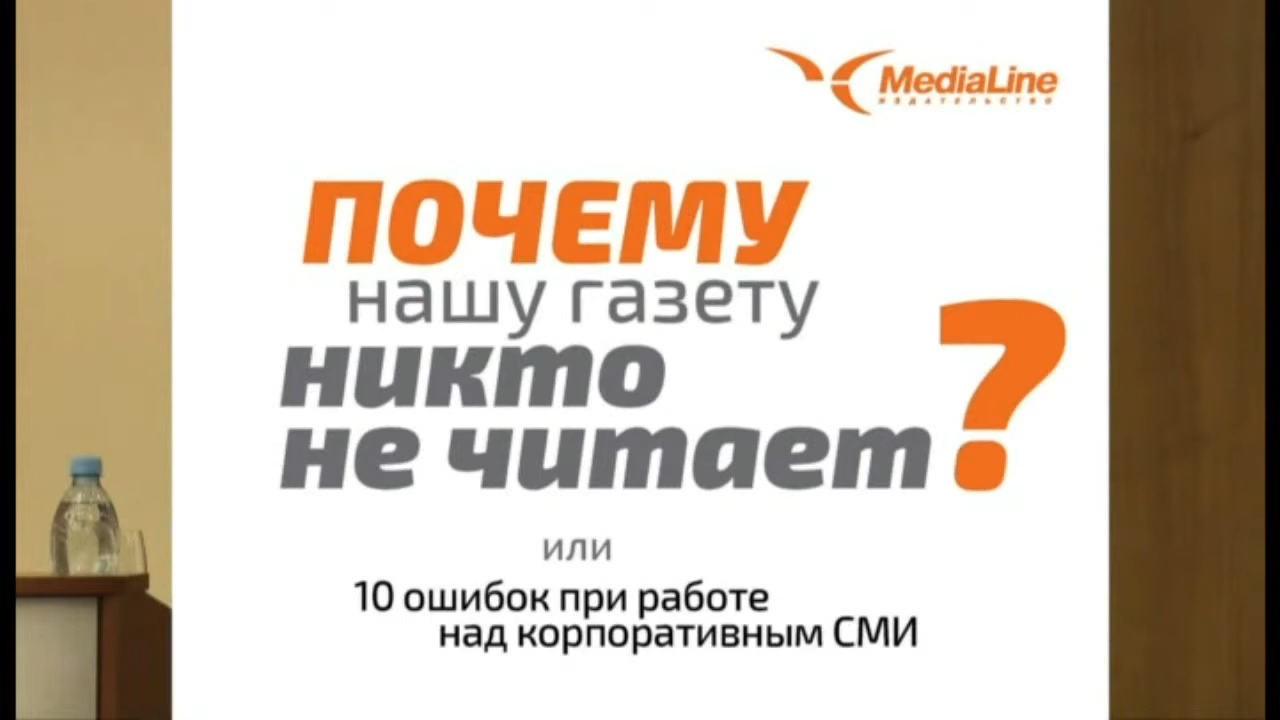 MediaLine
ИЗДАТЕЛЬСТВО
ПОЧЕМУ
нашу газету
никто
не читает?
или
10 ошибок при работе
над корпоративным СМИ